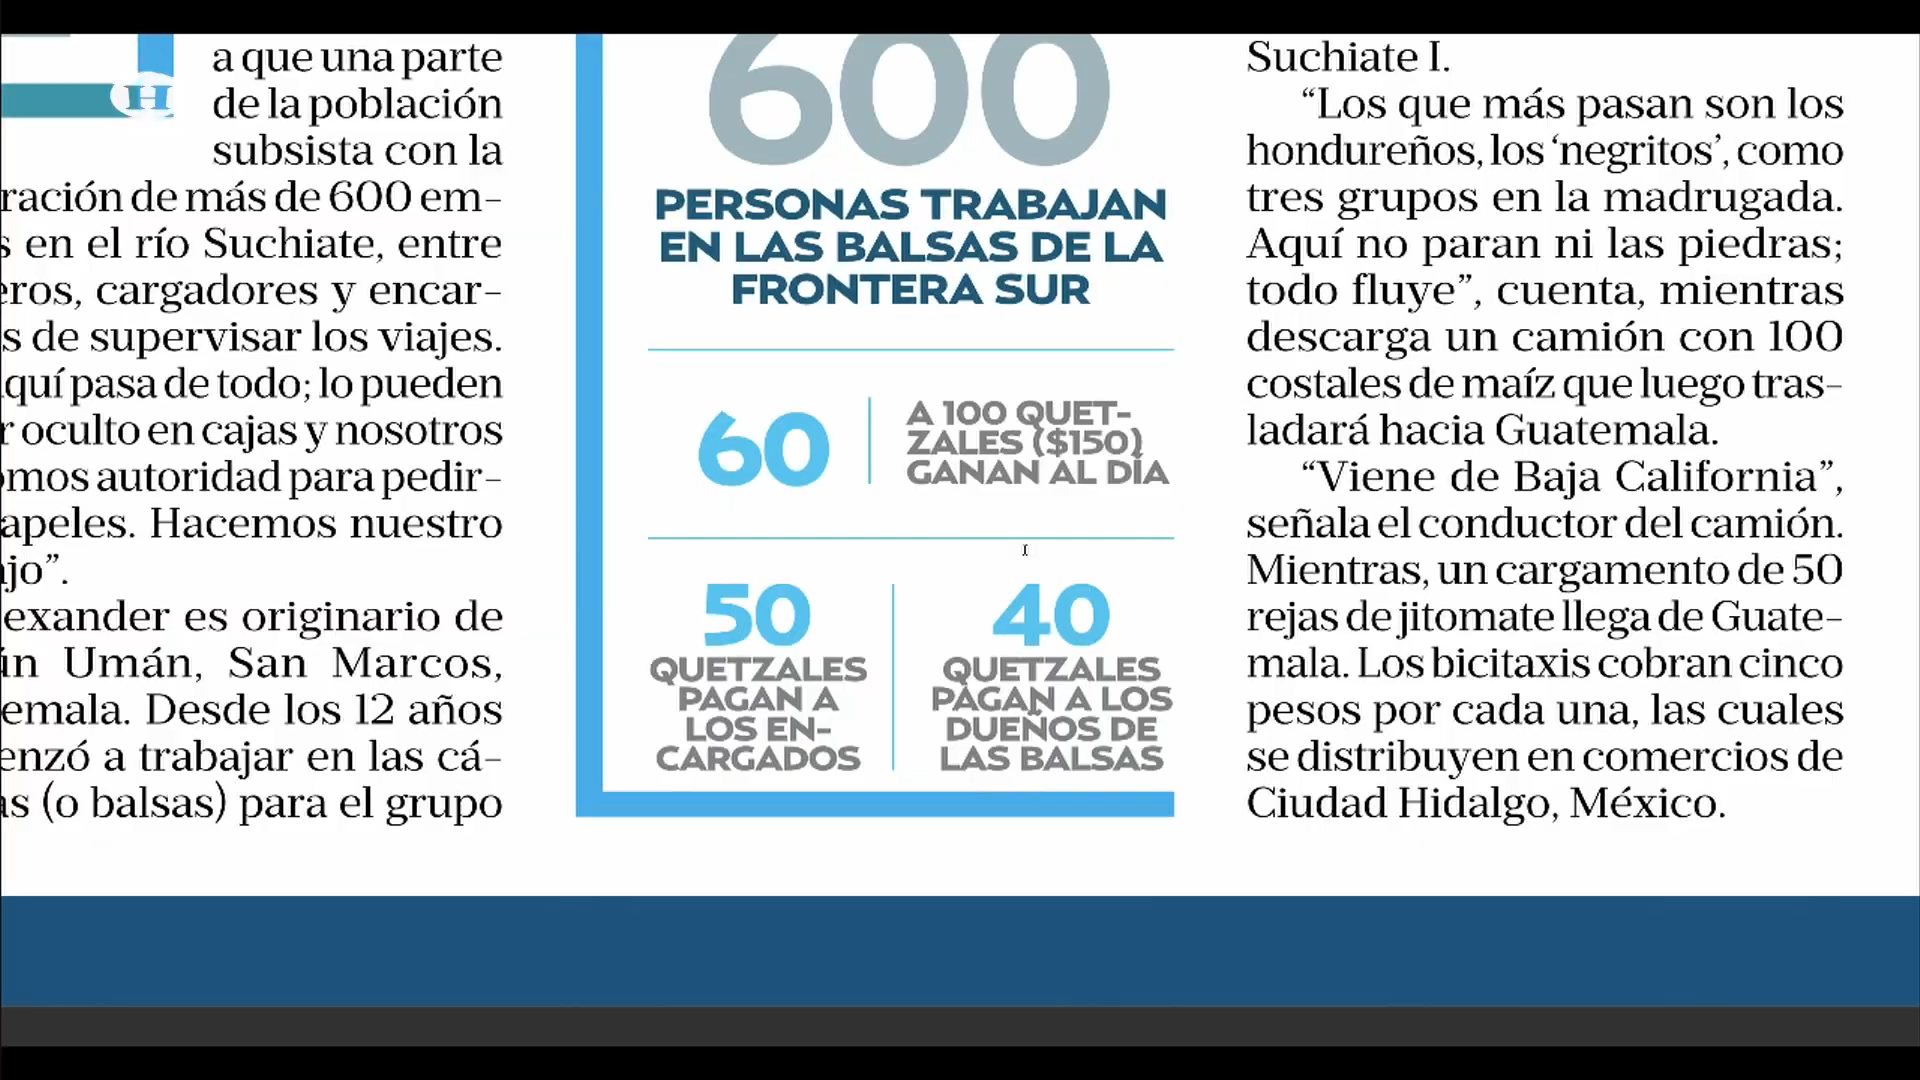 H
a que una parte
de la población
subsista con la
ración de más de 600 em-
s en el río Suchiate, entre
eros, cargadores y encar-
s de supervisar los viajes.
quí pasa de todo; lo pueden
r oculto en cajas y nosotros
omos autoridad para pedir-
apeles. Hacemos nuestro
jo”.
exander es originario de
ún Umán, San Marcos,
emala. Desde los 12 años
enzó a trabajar en las cá-
as (o balsas) para el grupo
600
PERSONAS TRABAJAN
EN LAS BALSAS DE LA
FRONTERA SUR
60
A 100 QUET-
ZALES ($150)
GANAN AL DÍA
50
QUETZALES
PAGAN A
LOS EN-
CARGADOS
40
QUETZALES
PAGAN A LOS
DUEÑOS DE
LAS BALSAS
Suchiate I.
“Los que más pasan son los
hondureños, los ‘negritos’, como
tres grupos en la madrugada.
Aquí no paran ni las piedras;
todo fluye”, cuenta, mientras
descarga un camión con 100
costales de maíz que luego tras-
ladará hacia Guatemala.
“Viene de Baja California”,
señala el conductor del camión.
Mientras, un cargamento de 50
rejas de jitomate llega de Guate-
mala. Los bicitaxis cobran cinco
pesos por cada una, las cuales
se distribuyen en comercios de
Ciudad Hidalgo, México.